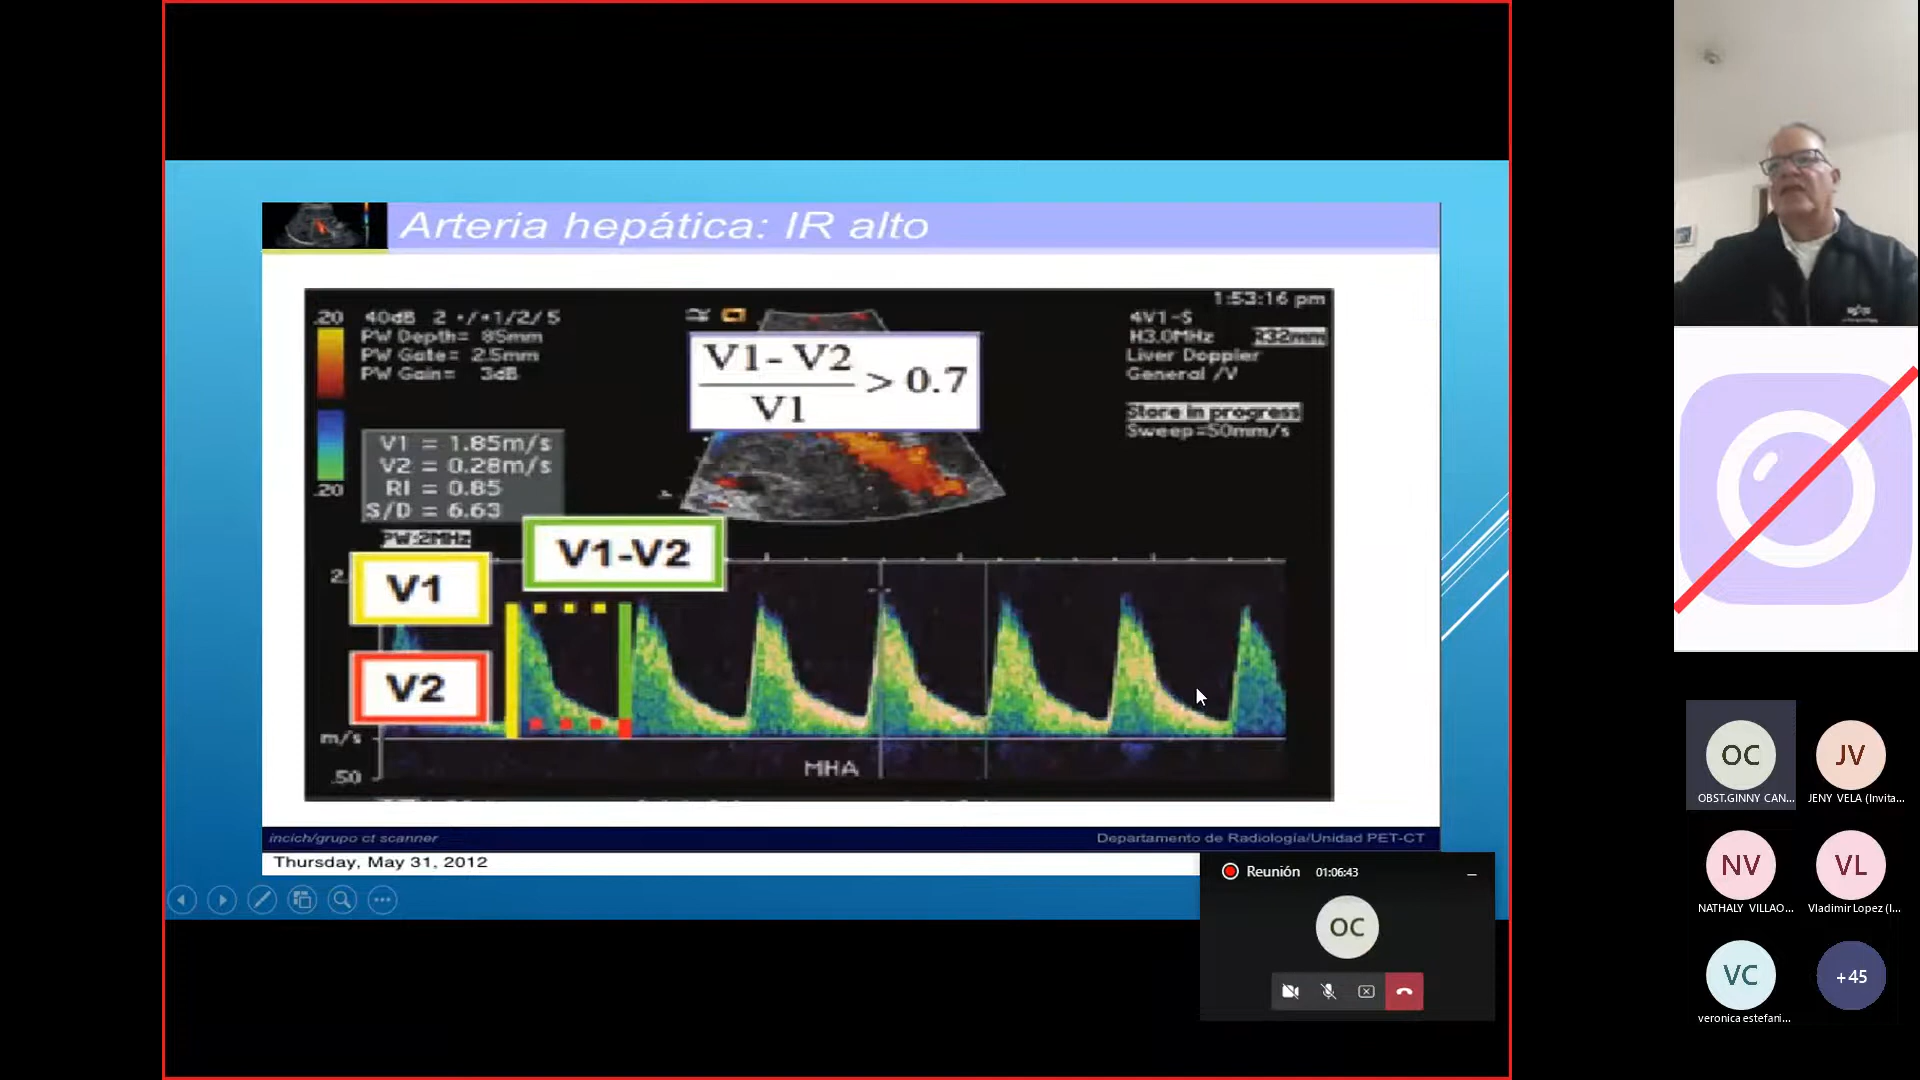 Arteria hepática: IR alto
1:53:16 pm
.20 40dB 2 •/•1/2/ 5
PW Depth= 85mm
PW Gate= 2.5mm
PW Gain= 3dB
4V1-S
H3.0MHz 232mm
Liver Doppler
General /V
Store in progress
Sweep=50mm/s
V1- V2
V1
> 0.7
V1 = 1.85m/s
V2 = 0.28m/s
RI = 0.85
S/D = 6.63
.20
PW:2MHz
V1-V2
V1
V2
m/s
.50
MHA
incich/grupo ct scanner
Departamento de Radiología/Unidad PET-CT
Thursday, May 31, 2012
Reunión 01:06:43
OC
OC
OBST.GINNY CAN...
JV
JENY VELA (Invita...
NV
NATHALY VILLAO...
VL
Vladimir Lopez (I...
VC
veronica estefani...
+45